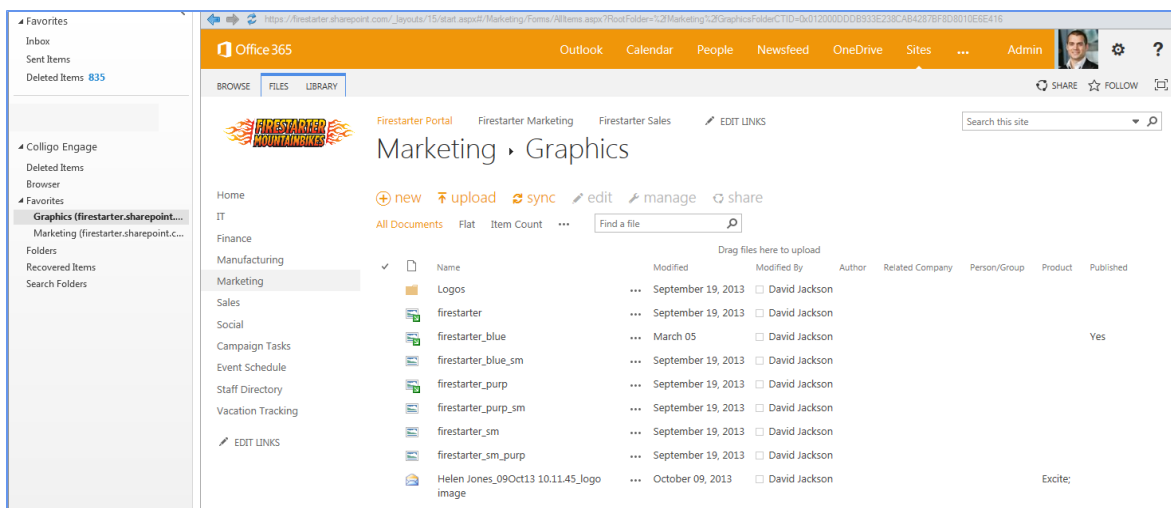 Favorites
Inbox
Sent Items
Deleted Items 835
Colligo Engage
Deleted Items
Browser
Favorites
Graphics (firestarter.sharepoint....
Marketing (firestarter.sharepoint.c...
Folders
Recovered Items
Search Folders
https://firestarter.sharepoint.com/_layouts/15/start.aspx#/Marketing/Forms/AllItems.aspx?RootFolder=%2fMarketing%2fGraphicsFolderCTID=0x012000DDDB933E238CAB4287BF8D8010E6E416
Office 365
Outlook Calendar People Newsfeed OneDrive Sites ... Admin ?
BROWSE FILES LIBRARY SHARE FOLLOW
FIRESTARTER
MOUNTAINBIKES
Firestarter Portal Firestarter Marketing Firestarter Sales EDIT LINKS Search this site
Marketing Graphics
Home
IT
Finance
Manufacturing
Marketing
Sales
Social
Campaign Tasks
Event Schedule
Staff Directory
Vacation Tracking
EDIT LINKS
new upload sync edit manage share
All Documents Flat Item Count ... Find a file
Drag files here to upload
Name Modified Modified By Author Related Company Person/Group Product Published
Logos ... September 19, 2013 David Jackson
firestarter ... September 19, 2013 David Jackson
firestarter_blue ... March 05 David Jackson Yes
firestarter_blue_sm ... September 19, 2013 David Jackson
firestarter_purp ... September 19, 2013 David Jackson
firestarter_purp_sm ... September 19, 2013 David Jackson
firestarter_sm ... September 19, 2013 David Jackson
firestarter_sm_purp ... September 19, 2013 David Jackson
Helen Jones_09Oct13 10.11.45_logo ... October 09, 2013 David Jackson Excite;
image